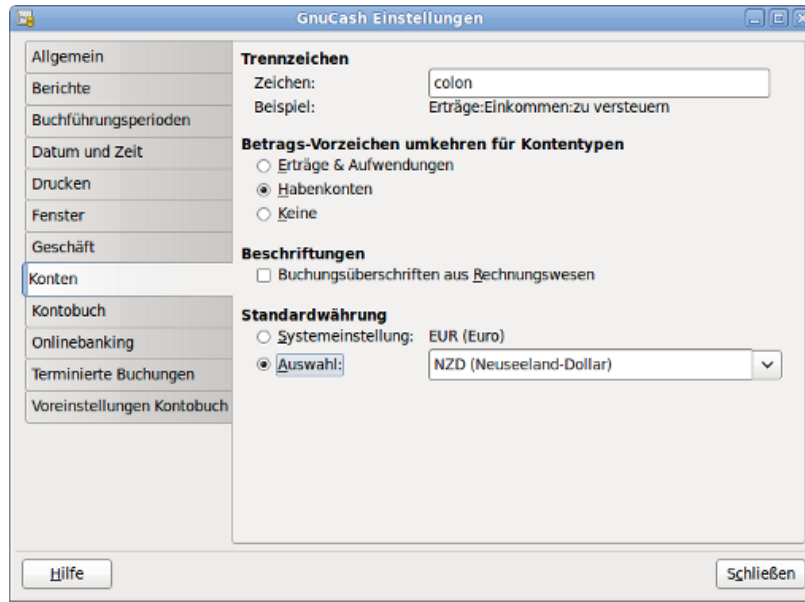 GnuCash Einstellungen
Allgemein
Berichte
Buchführungsperioden
Datum und Zeit
Drucken
Fenster
Geschäft
Konten
Kontobuch
Onlinebanking
Terminierte Buchungen
Voreinstellungen Kontobuch
Trennzeichen
Zeichen: colon
Beispiel: Erträge:Einkommen:zu versteuern
Betrags-Vorzeichen umkehren für Kontentypen
Erträge & Aufwendungen
Habenkonten
Keine
Beschriftungen
Buchungsüberschriften aus Rechnungswesen
Standardwährung
Systemeinstellung: EUR (Euro)
Auswahl: NZD (Neuseeland-Dollar)
Hilfe
Schließen